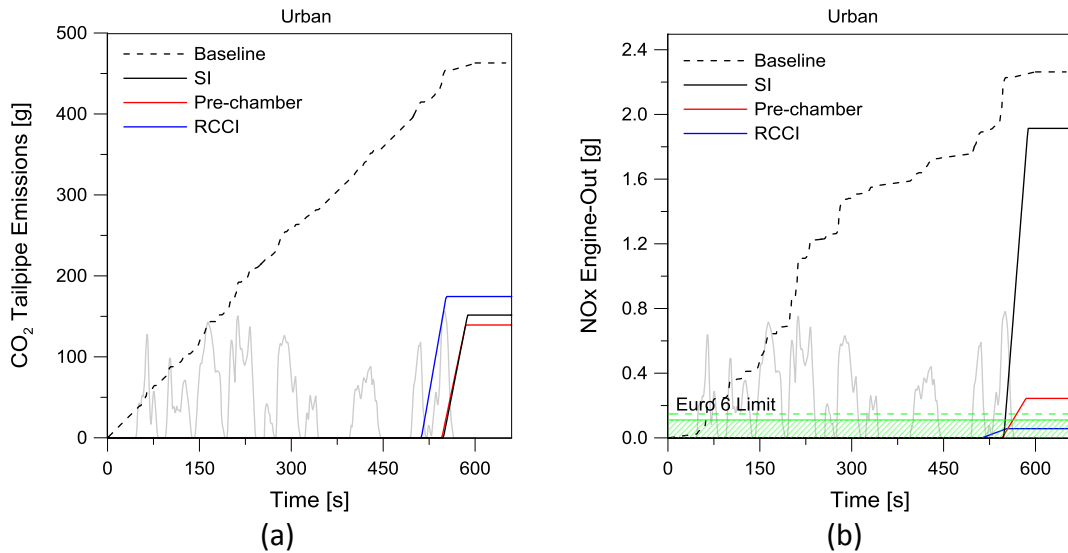 Urban
500
400
300
200
100
0
CO₂ Tailpipe Emissions [g]
Baseline
SI
Pre-chamber
RCCI
0 150 300 450 600
Time [s]
(a)
Urban
2.4
2.0
1.6
1.2
0.8
0.4
0.0
NOx Engine-Out [g]
Baseline
SI
Pre-chamber
RCCI
Euro 6 Limit
0 150 300 450 600
Time [s]
(b)